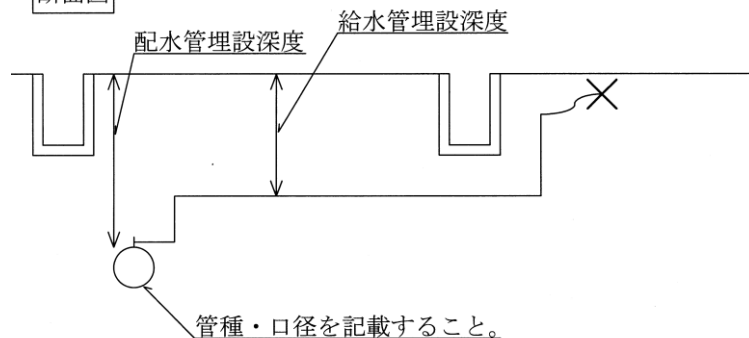 断面図
給水管埋設深度
配水管埋設深度
管種・口径を記載すること。